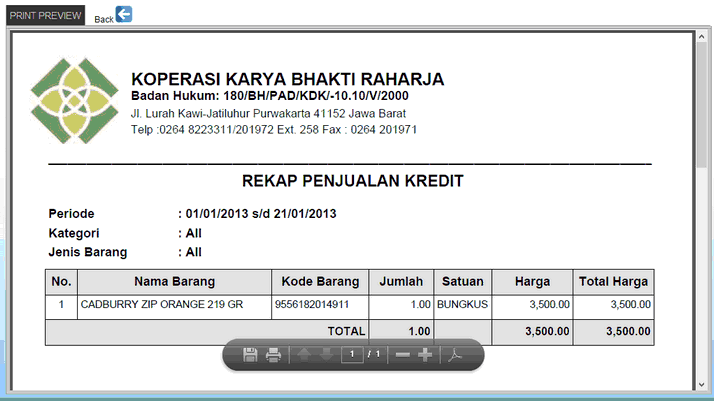 PRINT PREVIEW Back
KOPERASI KARYA BHAKTI RAHARJA
Badan Hukum: 180/BH/PAD/KDK/-10.10/V/2000
Jl. Lurah Kawi-Jatiluhur Purwakarta 41152 Jawa Barat
Telp :0264 8223311/201972 Ext. 258 Fax : 0264 201971
REKAP PENJUALAN KREDIT
Periode : 01/01/2013 s/d 21/01/2013
Kategori : All
Jenis Barang : All
No. Nama Barang Kode Barang Jumlah Satuan Harga Total Harga
1 CADBURRY ZIP ORANGE 219 GR 9556182014911 1.00 BUNGKUS 3,500.00 3,500.00
TOTAL 1.00 3,500.00 3,500.00
1 / 1